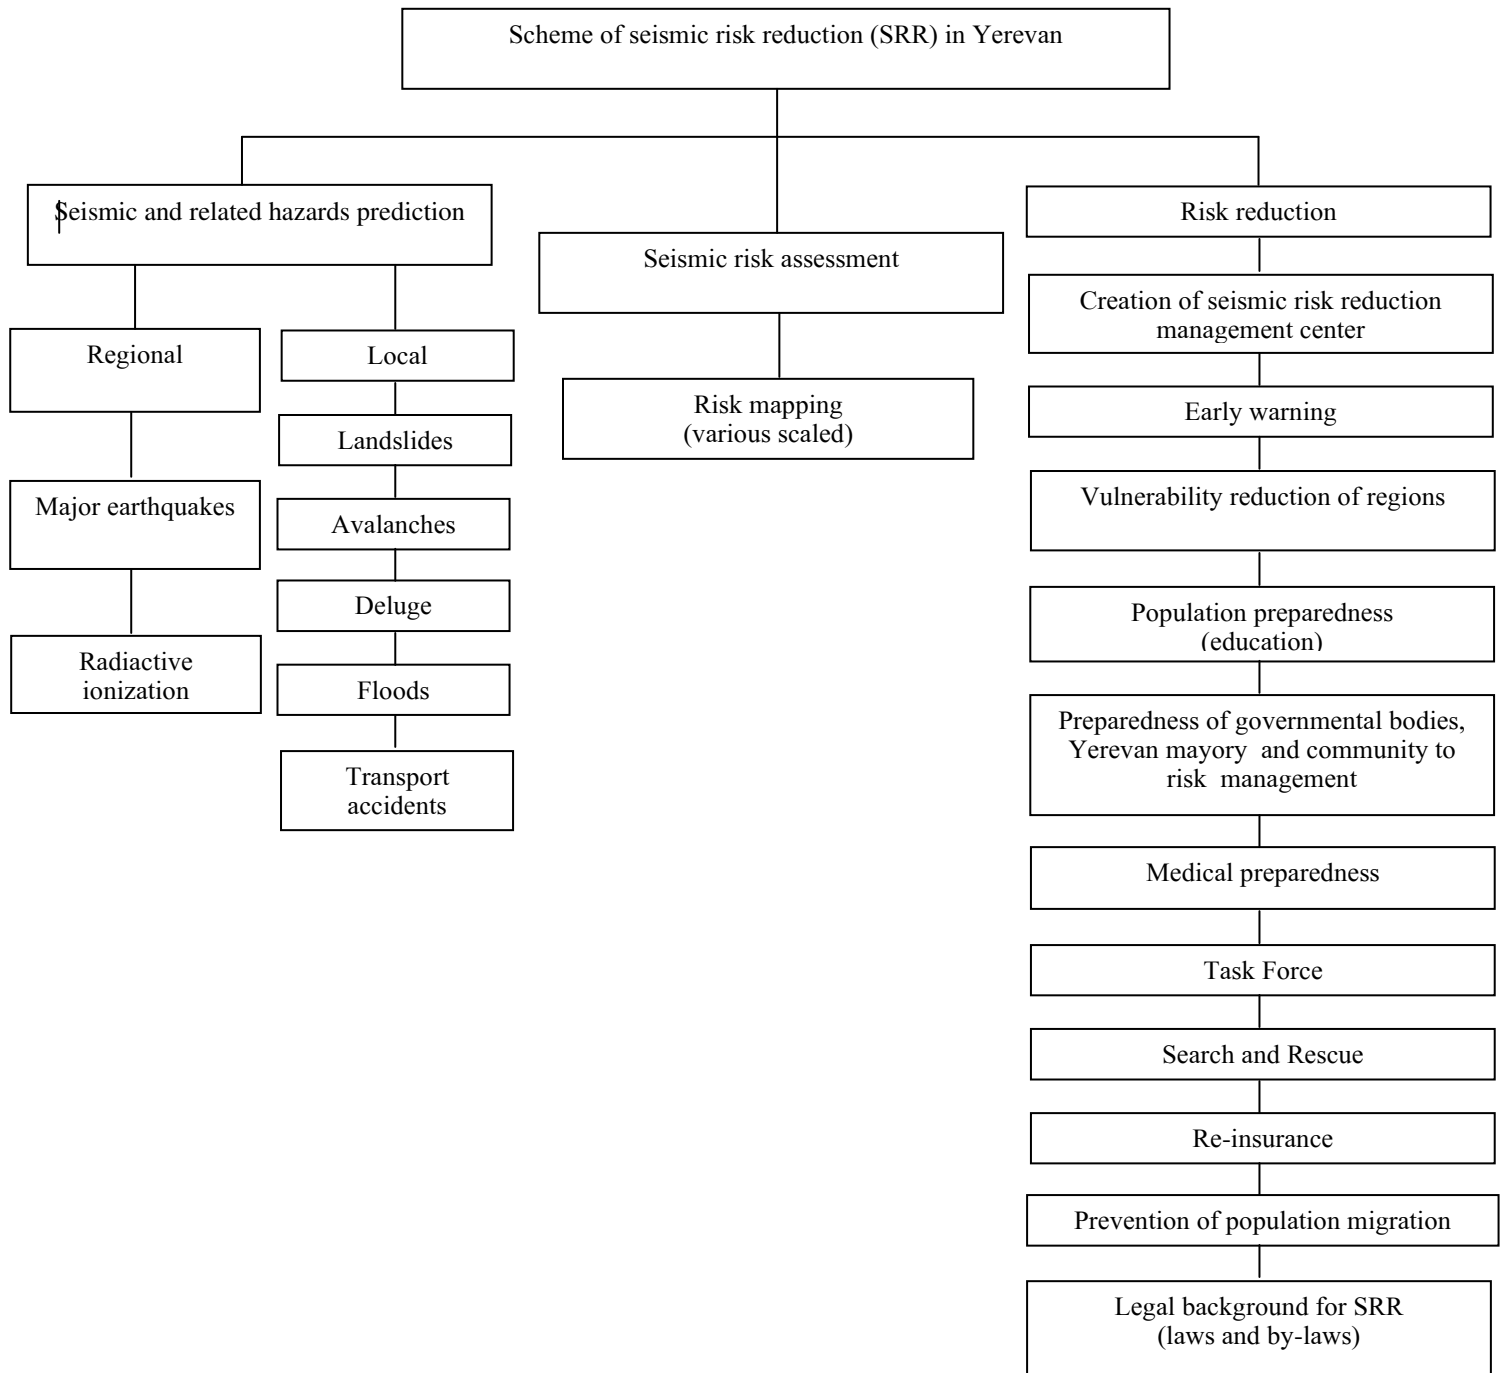 Scheme of seismic risk reduction (SRR) in Yerevan
Seismic and related hazards prediction
Regional
Major earthquakes
Radiactive
ionization
Local
Landslides
Avalanches
Deluge
Floods
Transport
accidents
Seismic risk assessment
Risk mapping
(various scaled)
Risk reduction
Creation of seismic risk reduction
management center
Early warning
Vulnerability reduction of regions
Population preparedness
(education)
Preparedness of governmental bodies,
Yerevan mayory and community to
risk management
Medical preparedness
Task Force
Search and Rescue
Re-insurance
Prevention of population migration
Legal background for SRR
(laws and by-laws)